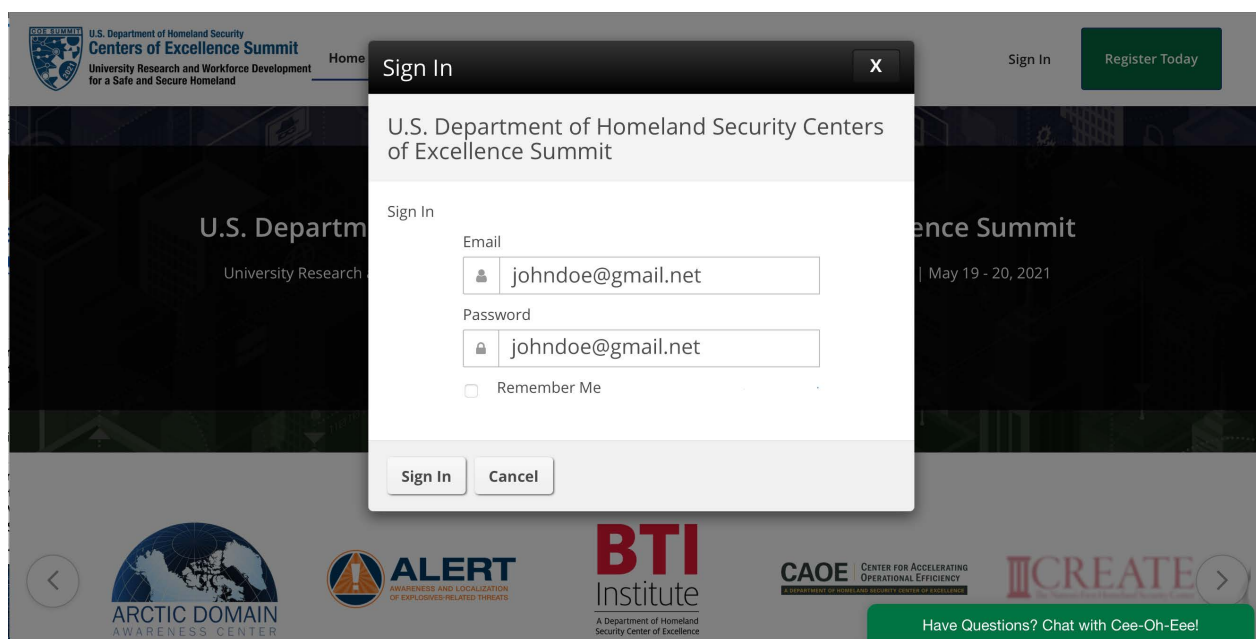 COE SUMMIT
2021
U.S. Department of Homeland Security
Centers of Excellence Summit
University Research and Workforce Development
for a Safe and Secure Homeland
Home
Sign In
Register Today
Sign In
X
U.S. Department of Homeland Security Centers
of Excellence Summit
U.S. Departm
ence Summit
University Research
| May 19 - 20, 2021
Sign In
Email
johndoe@gmail.net
Password
johndoe@gmail.net
Remember Me
Sign In
Cancel
ARCTIC DOMAIN
AWARENESS CENTER
ALERT
AWARENESS AND LOCALIZATION
OF EXPLOSIVES-RELATED THREATS
BTI
Institute
A Department of Homeland
Security Center of Excellence
CAOE
CENTER FOR ACCELERATING
OPERATIONAL EFFICIENCY
A DEPARTMENT OF HOMELAND SECURITY CENTER OF EXCELLENCE
CREATE
Have Questions? Chat with Cee-Oh-Eee!